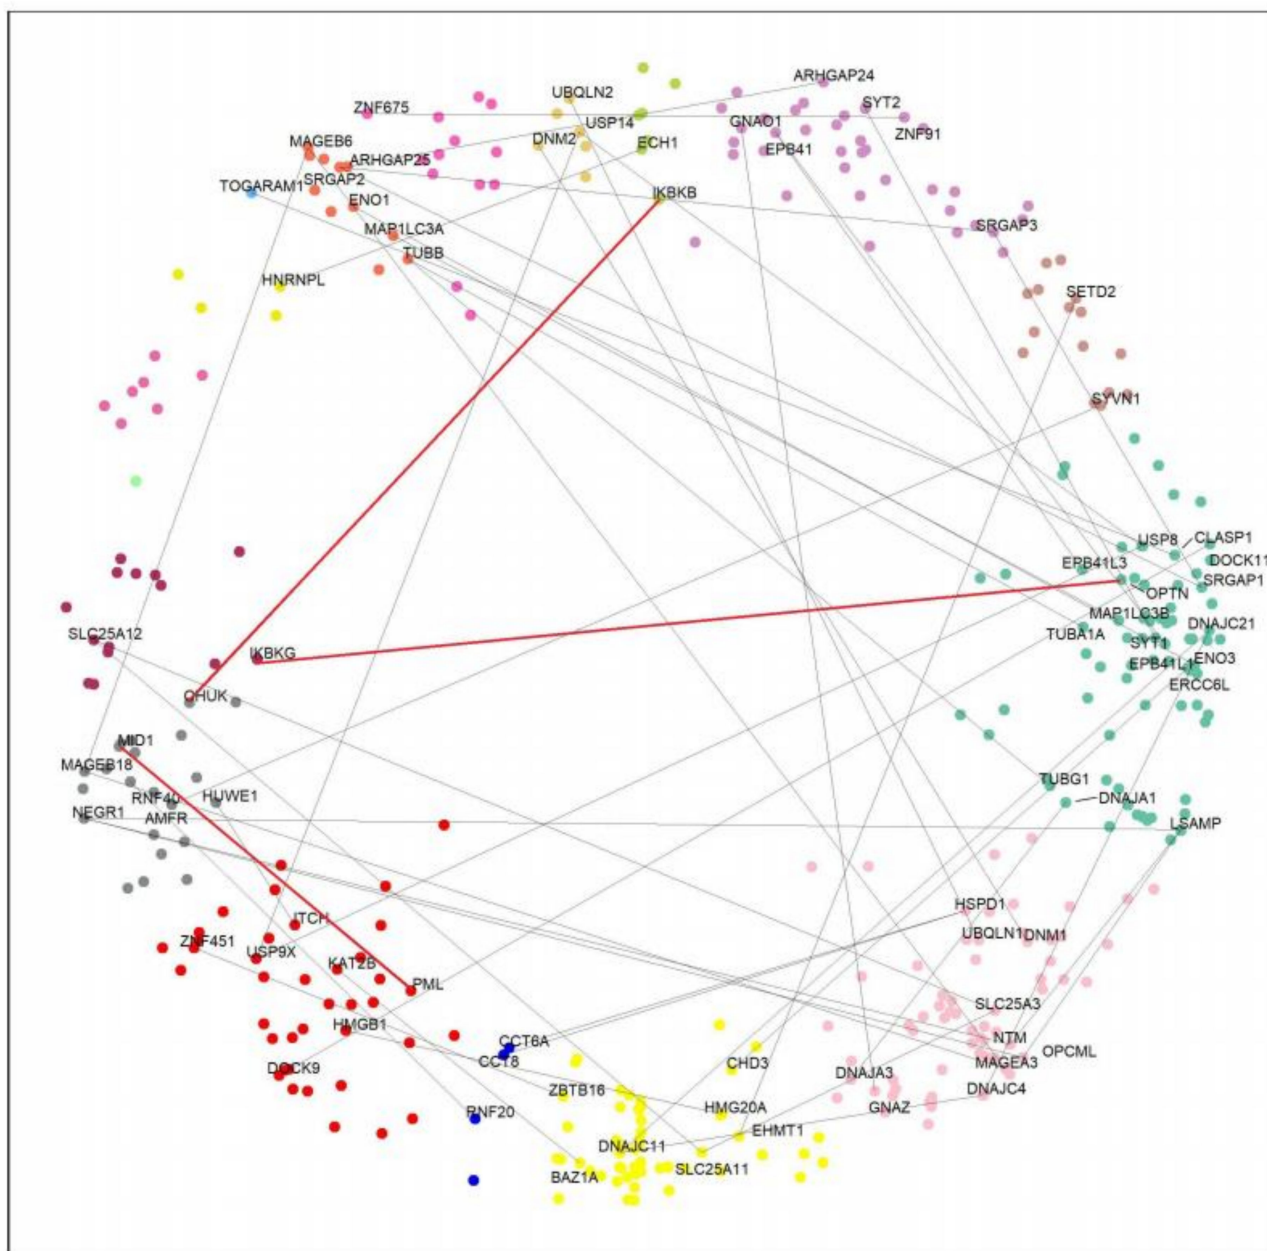 ARHGAP24
UBQLN2
ZNF675
SYT2
USP14
GNAO1
ZNF91
MAGEB6
DNM2
ECH1
EPB41
ARHGAP25
SRGAP2
TOGARAM1
IKBKB
ENO1
MAP1LC3A
SRGAP3
TUBB
HNRNPL
SETD2
SYVN1
USP8
CLASP1
EPB41L3
DOCK11
SRGAP1
OPTN
MAP1LC3B
DNAJC21
SLC25A12
TUBA1A
SYT1
IKBKG
EPB41L1
ENO3
ERCC6L
CHUK
MID1
MAGEB18
TUBG1
RNF40
HUWE1
DNAJA1
NEGR1
AMFR
LSAMP
HSPD1
ITCH
ZNF451
USP9X
UBQLN1
DNM1
KAT2B
PML
SLC25A3
HMGB1
NTM
CCT6A
OPCML
CCT8
CHD3
MAGEA3
DOCK9
DNAJA3
ZBTB16
DNAJC4
RNF20
HMG20A
GNAZ
EHMT1
DNAJC11
SLC25A11
BAZ1A